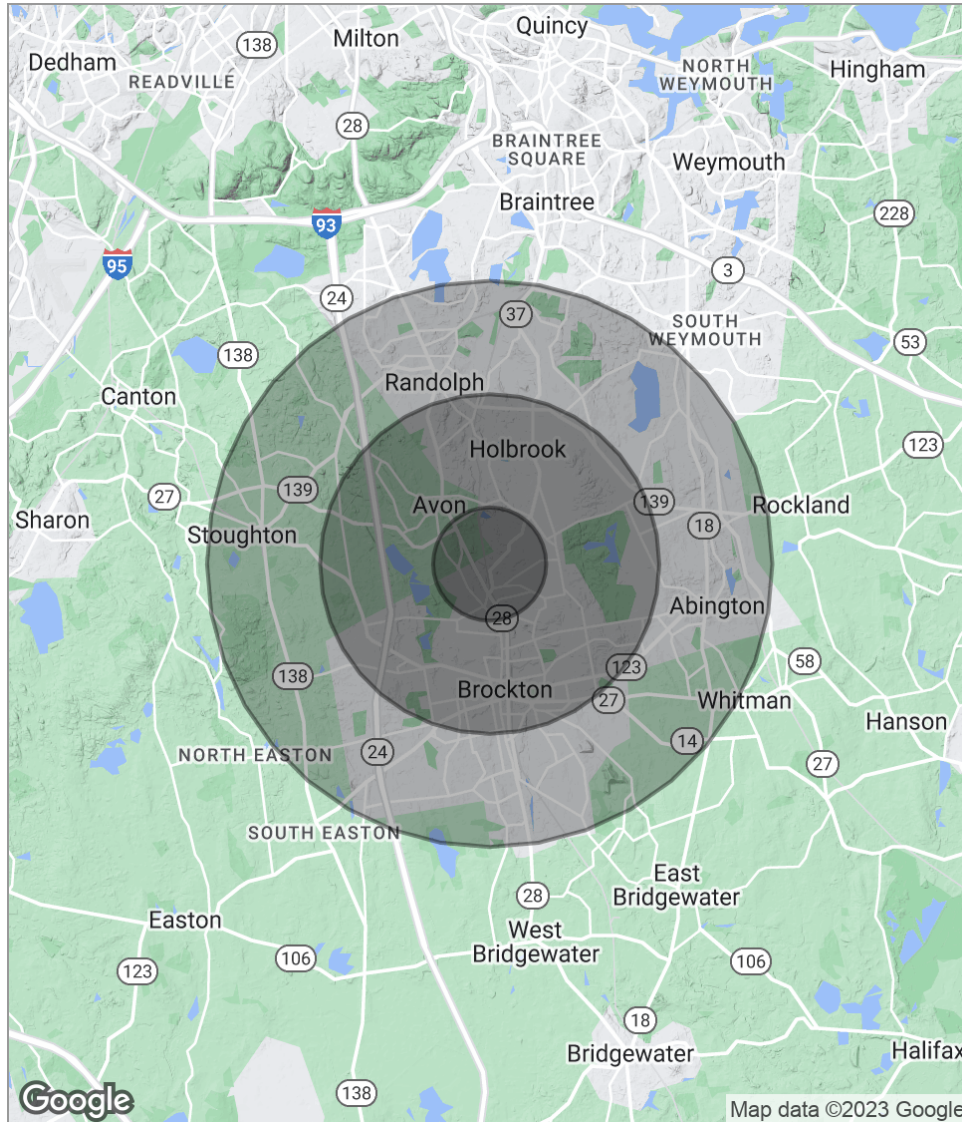 Quincy
138
Milton
Dedham
READVILLE
NORTH
WEYMOUTH
Hingham
28
BRAINTREE
SQUARE
Weymouth
Braintree
228
93
95
3
24
37
SOUTH
WEYMOUTH
53
138
Canton
Randolph
123
Holbrook
27
139
139
Avon
Rockland
Sharon
18
Stoughton
Abington
28
58
123
138
Brockton
27
Whitman
Hanson
14
24
NORTH EASTON
27
SOUTH EASTON
East
Bridgewater
28
Easton
West
Bridgewater
106
106
123
18
Bridgewater
Halifax
138
Google
Map data ©2023 Google